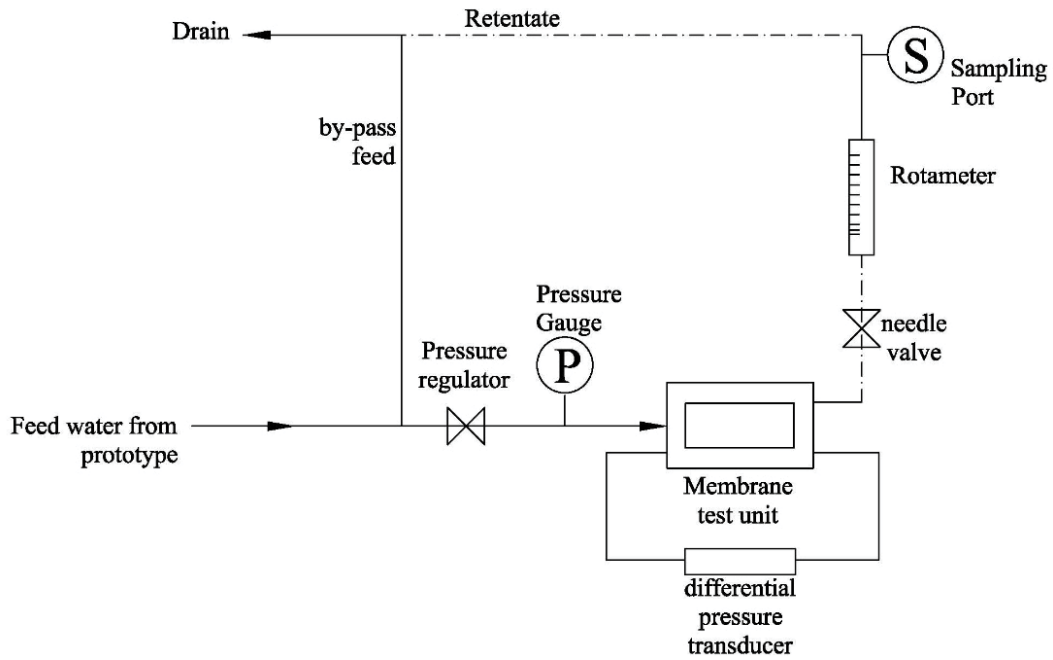 Retentate
Drain
S
Sampling
Port
by-pass
feed
Rotameter
Pressure
Gauge
P
needle
valve
Pressure
regulator
Feed water from
prototype
Membrane
test unit
differential
pressure
transducer